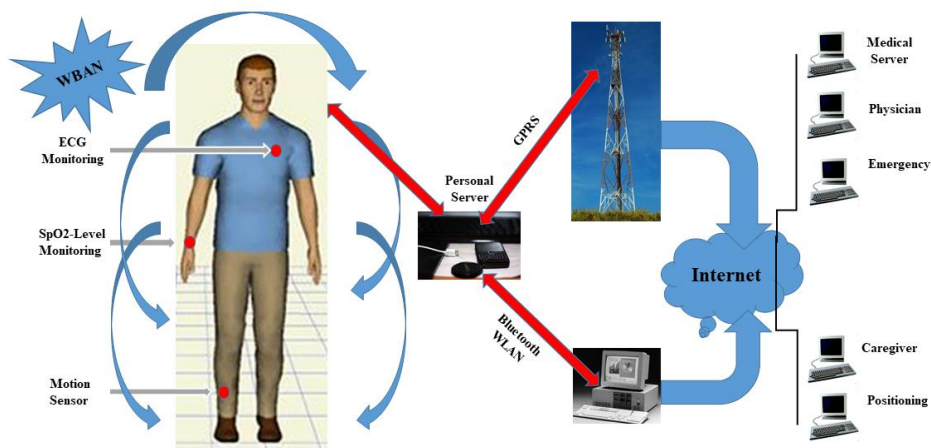 WBAN
ECG
Monitoring
SpO2-Level
Monitoring
Motion
Sensor
Personal
Server
GPRS
Bluetooth
WLAN
Internet
Medical
Server
Physician
Emergency
Caregiver
Positioning